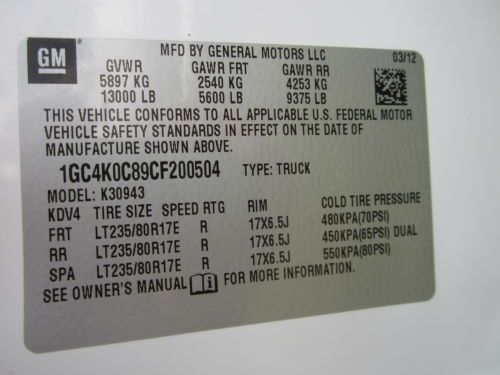 GM
MFD BY GENERAL MOTORS LLC 03/12
GVWR GAWR FRT GAWR RR
5897 KG 2540 KG 4253 KG
13000 LB 5600 LB 9375 LB
THIS VEHICLE CONFORMS TO ALL APPLICABLE U.S. FEDERAL MOTOR
VEHICLE SAFETY STANDARDS IN EFFECT ON THE DATE OF
MANUFACTURE SHOWN ABOVE.
1GC4K0C89CF200504 TYPE: TRUCK
MODEL: K30943
KDV4 TIRE SIZE SPEED RTG RIM COLD TIRE PRESSURE
FRT LT235/80R17E R 17X6.5J 480KPA(70PSI)
RR LT235/80R17E R 17X6.5J 450KPA(65PSI) DUAL
SPA LT235/80R17E R 17X6.5J 550KPA(80PSI)
SEE OWNER'S MANUAL FOR MORE INFORMATION.